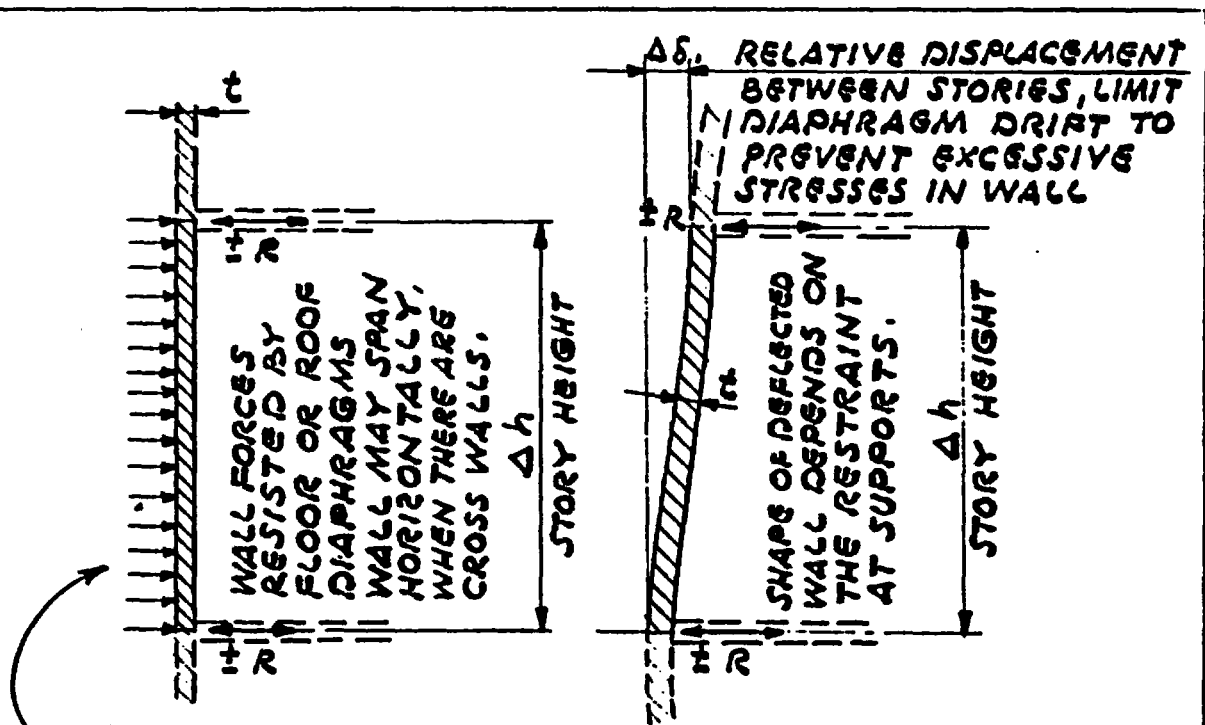 t
± R
WALL FORCES
RESISTED BY
FLOOR OR ROOF
DIAPHRAGMS
WALL MAY SPAN
HORIZONTALLY,
WHEN THERE ARE
CROSS WALLS.
Δh
STORY HEIGHT
± R
Δδ. RELATIVE DISPLACEMENT
BETWEEN STORIES, LIMIT
DIAPHRAGM DRIFT TO
PREVENT EXCESSIVE
STRESSES IN WALL
± R
t
SHAPE OF DEFLECTED
WALL DEPENDS ON
THE RESTRAINT
AT SUPPORTS.
Δh
STORY HEIGHT
± R